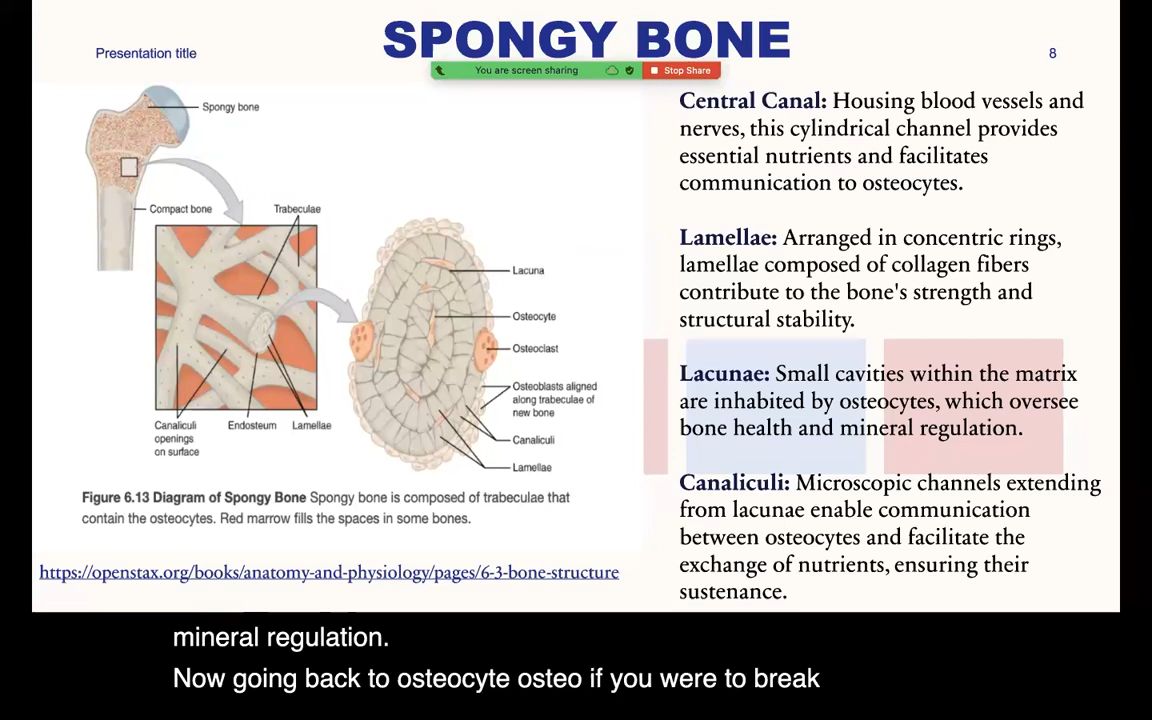 SPONGY BONE
Presentation title
8
You are screen sharing
Stop Share
Spongy bone
Compact bone
Trabeculae
Lacuna
Osteocyte
Osteoclast
Osteoblasts aligned
along trabeculae of
new bone
Canaliculi
Lamellae
Canaliculi
openings
on surface
Endosteum
Lamellae
Figure 6.13 Diagram of Spongy Bone Spongy bone is composed of trabeculae that
contain the osteocytes. Red marrow fills the spaces in some bones.
https://openstax.org/books/anatomy-and-physiology/pages/6-3-bone-structure
Central Canal: Housing blood vessels and
nerves, this cylindrical channel provides
essential nutrients and facilitates
communication to osteocytes.
Lamellae: Arranged in concentric rings,
lamellae composed of collagen fibers
contribute to the bone's strength and
structural stability.
Lacunae: Small cavities within the matrix
are inhabited by osteocytes, which oversee
bone health and mineral regulation.
Canaliculi: Microscopic channels extending
from lacunae enable communication
between osteocytes and facilitate the
exchange of nutrients, ensuring their
sustenance.
mineral regulation.
Now going back to osteocyte osteo if you were to break